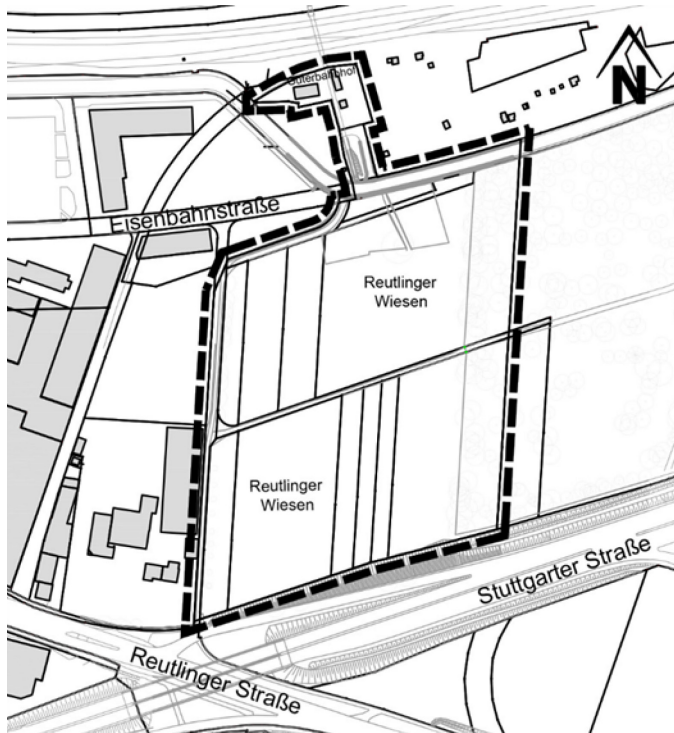 Güterbahnhof
N
Eisenbahnstraße
Reutlinger
Wiesen
Reutlinger
Wiesen
Stuttgarter Straße
Reutlinger Straße